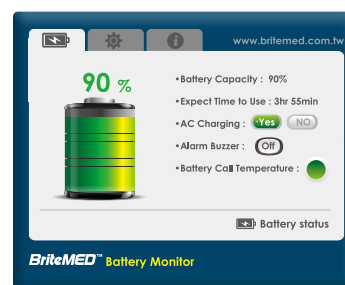 www.britemed.com.tw
90 %
•Battery Capacity : 90%
•Expect Time to Use : 3hr 55min
•AC Charging : Yes NO
•Alarm Buzzer : Off
•Battery Call Temperature :
Battery status
BriteMED™ Battery Monitor